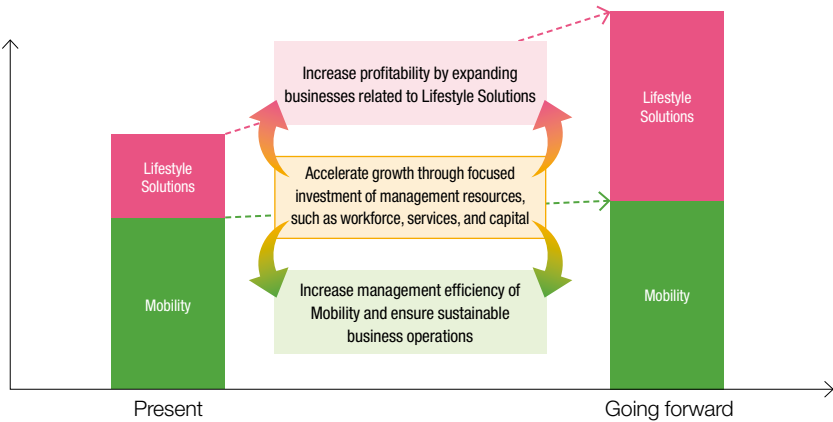 Increase profitability by expanding
businesses related to Lifestyle Solutions
Lifestyle
Solutions
Lifestyle
Solutions
Accelerate growth through focused
investment of management resources,
such as workforce, services, and capital
Mobility
Increase management efficiency of
Mobility and ensure sustainable
business operations
Mobility
Present
Going forward